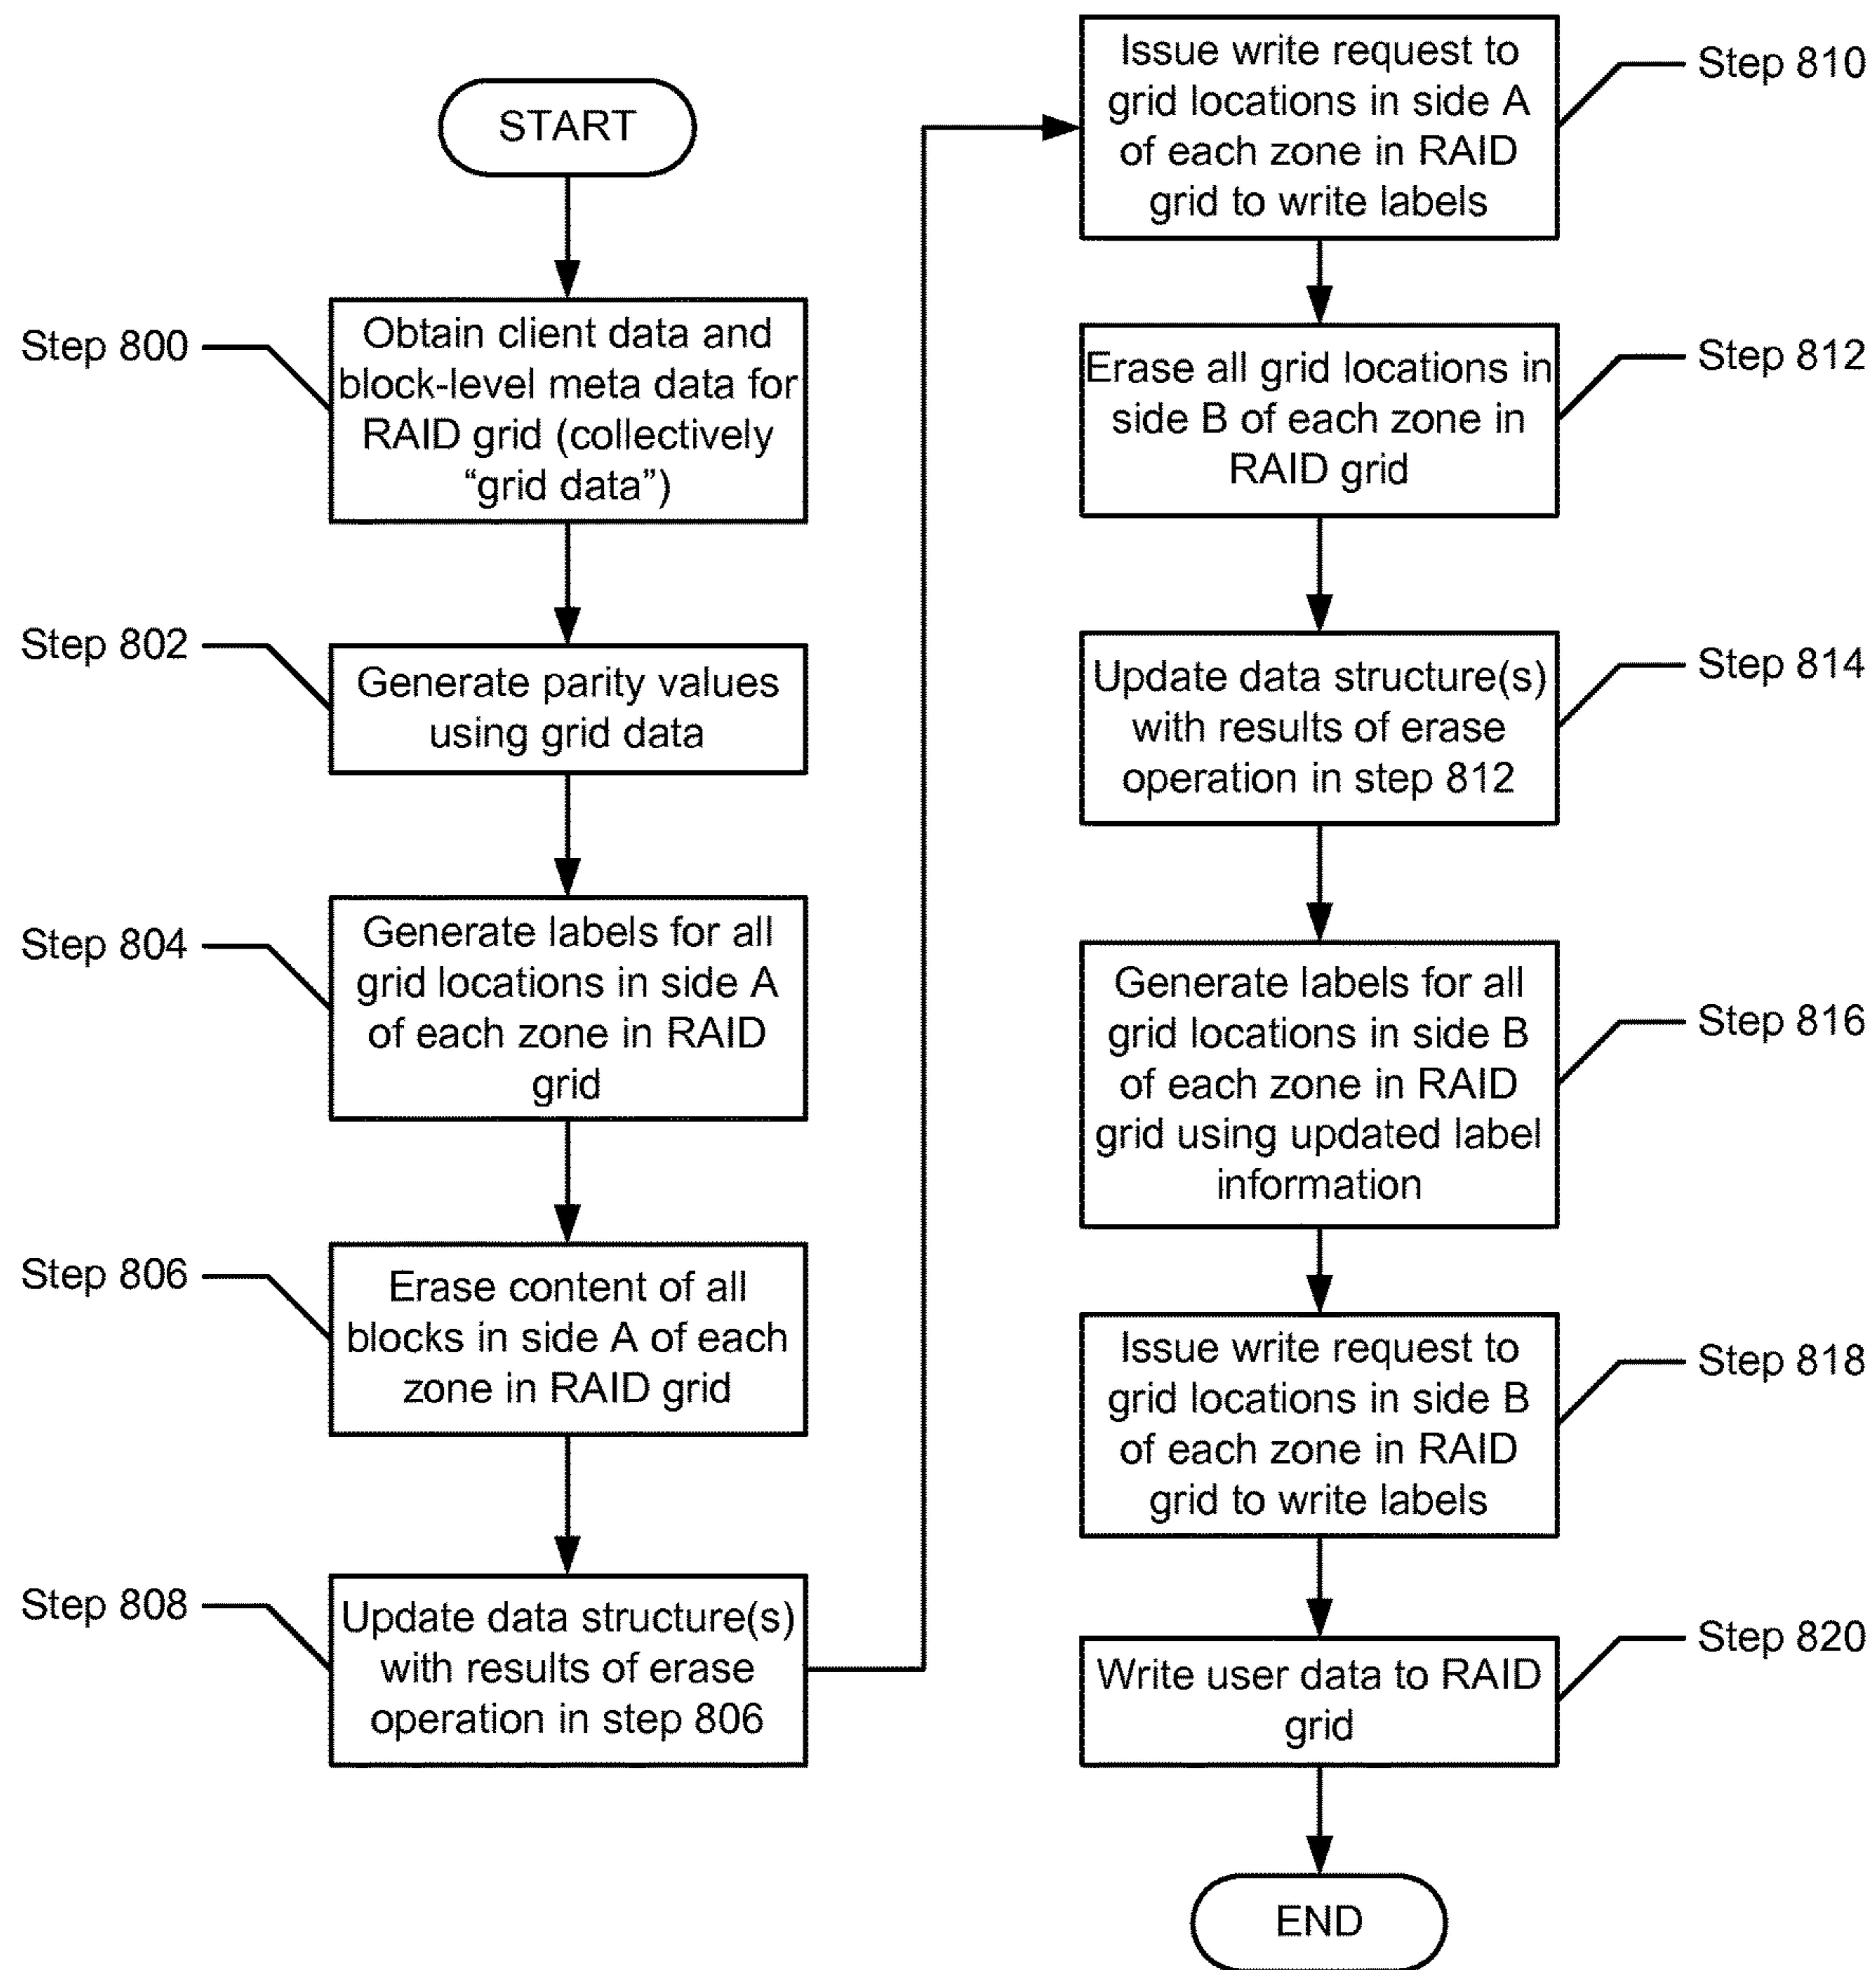 START
Step 800
Obtain client data and
block-level meta data for
RAID grid (collectively
“grid data”)
Step 802
Generate parity values
using grid data
Step 804
Generate labels for all
grid locations in side A
of each zone in RAID
grid
Step 806
Erase content of all
blocks in side A of each
zone in RAID grid
Step 808
Update data structure(s)
with results of erase
operation in step 806
Issue write request to
grid locations in side A
of each zone in RAID
grid to write labels
Step 810
Erase all grid locations in
side B of each zone in
RAID grid
Step 812
Update data structure(s)
with results of erase
operation in step 812
Step 814
Generate labels for all
grid locations in side B
of each zone in RAID
grid using updated label
information
Step 816
Issue write request to
grid locations in side B
of each zone in RAID
grid to write labels
Step 818
Write user data to RAID
grid
Step 820
END